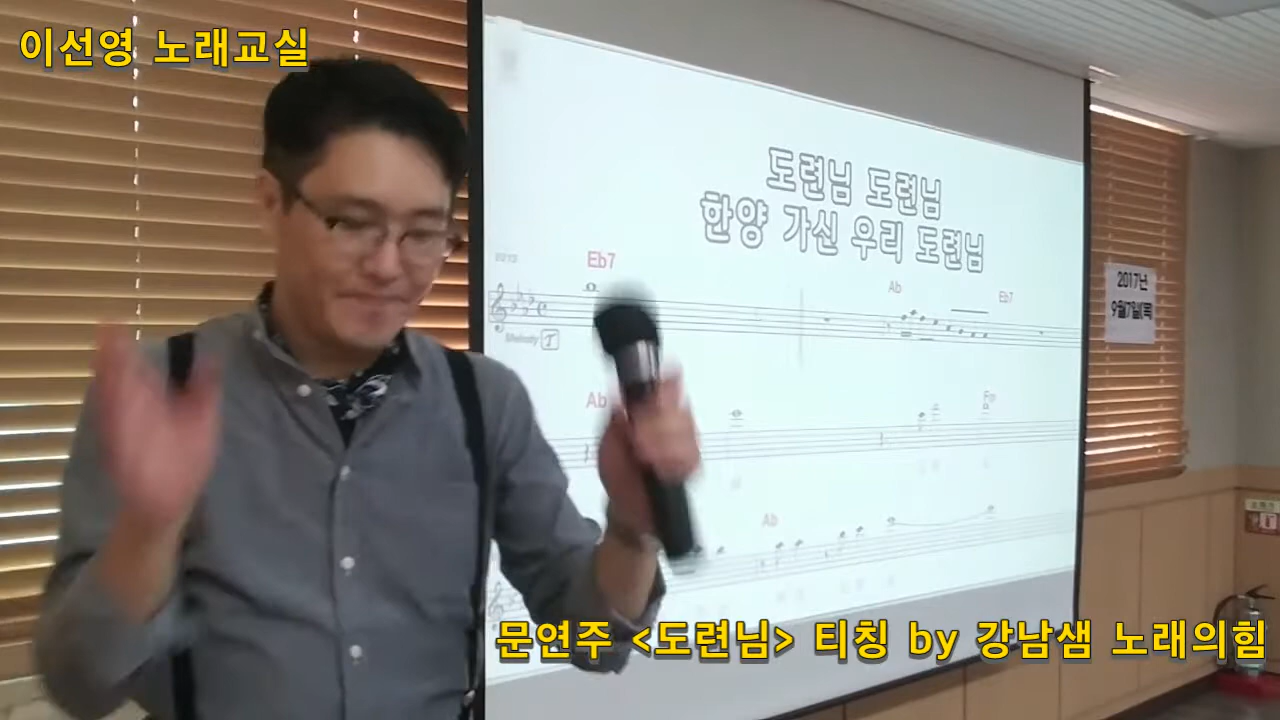 이선영 노래교실
도련님 도련님
한양 가신 우리 도련님
Eb7
Ab
Eb7
Melody
Ab
Fm
Ab
2017년
9월7일(목)
문연주 <도련님> 티칭 by 강남샘 노래의힘